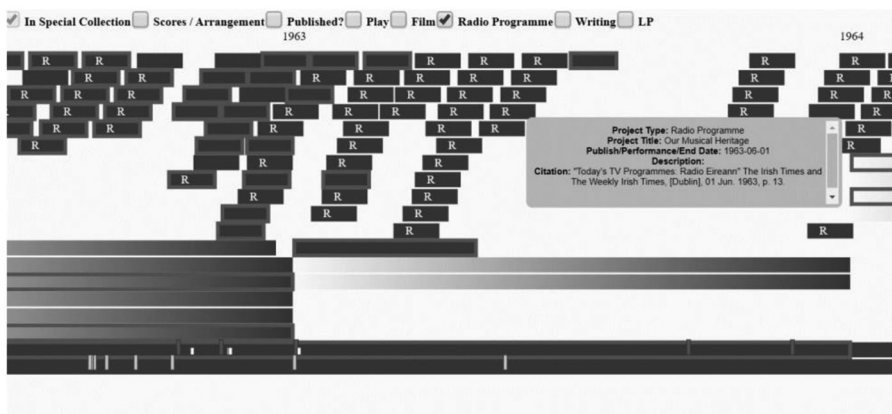 In Special Collection Scores / Arrangement Published? Play Film Radio Programme Writing LP
1963 1964
R R R R R
R R R R R R R R R
R R R R R R R R R
R R R R R R R R
R R R R R R R
R R R
R R
R
R R
R R
R R
Project Type: Radio Programme
Project Title: Our Musical Heritage
Publish/Performance/End Date: 1963-06-01
Description:
Citation: "Today's TV Programmes: Radio Eireann" The Irish Times and
The Weekly Irish Times, [Dublin], 01 Jun. 1963, p. 13.